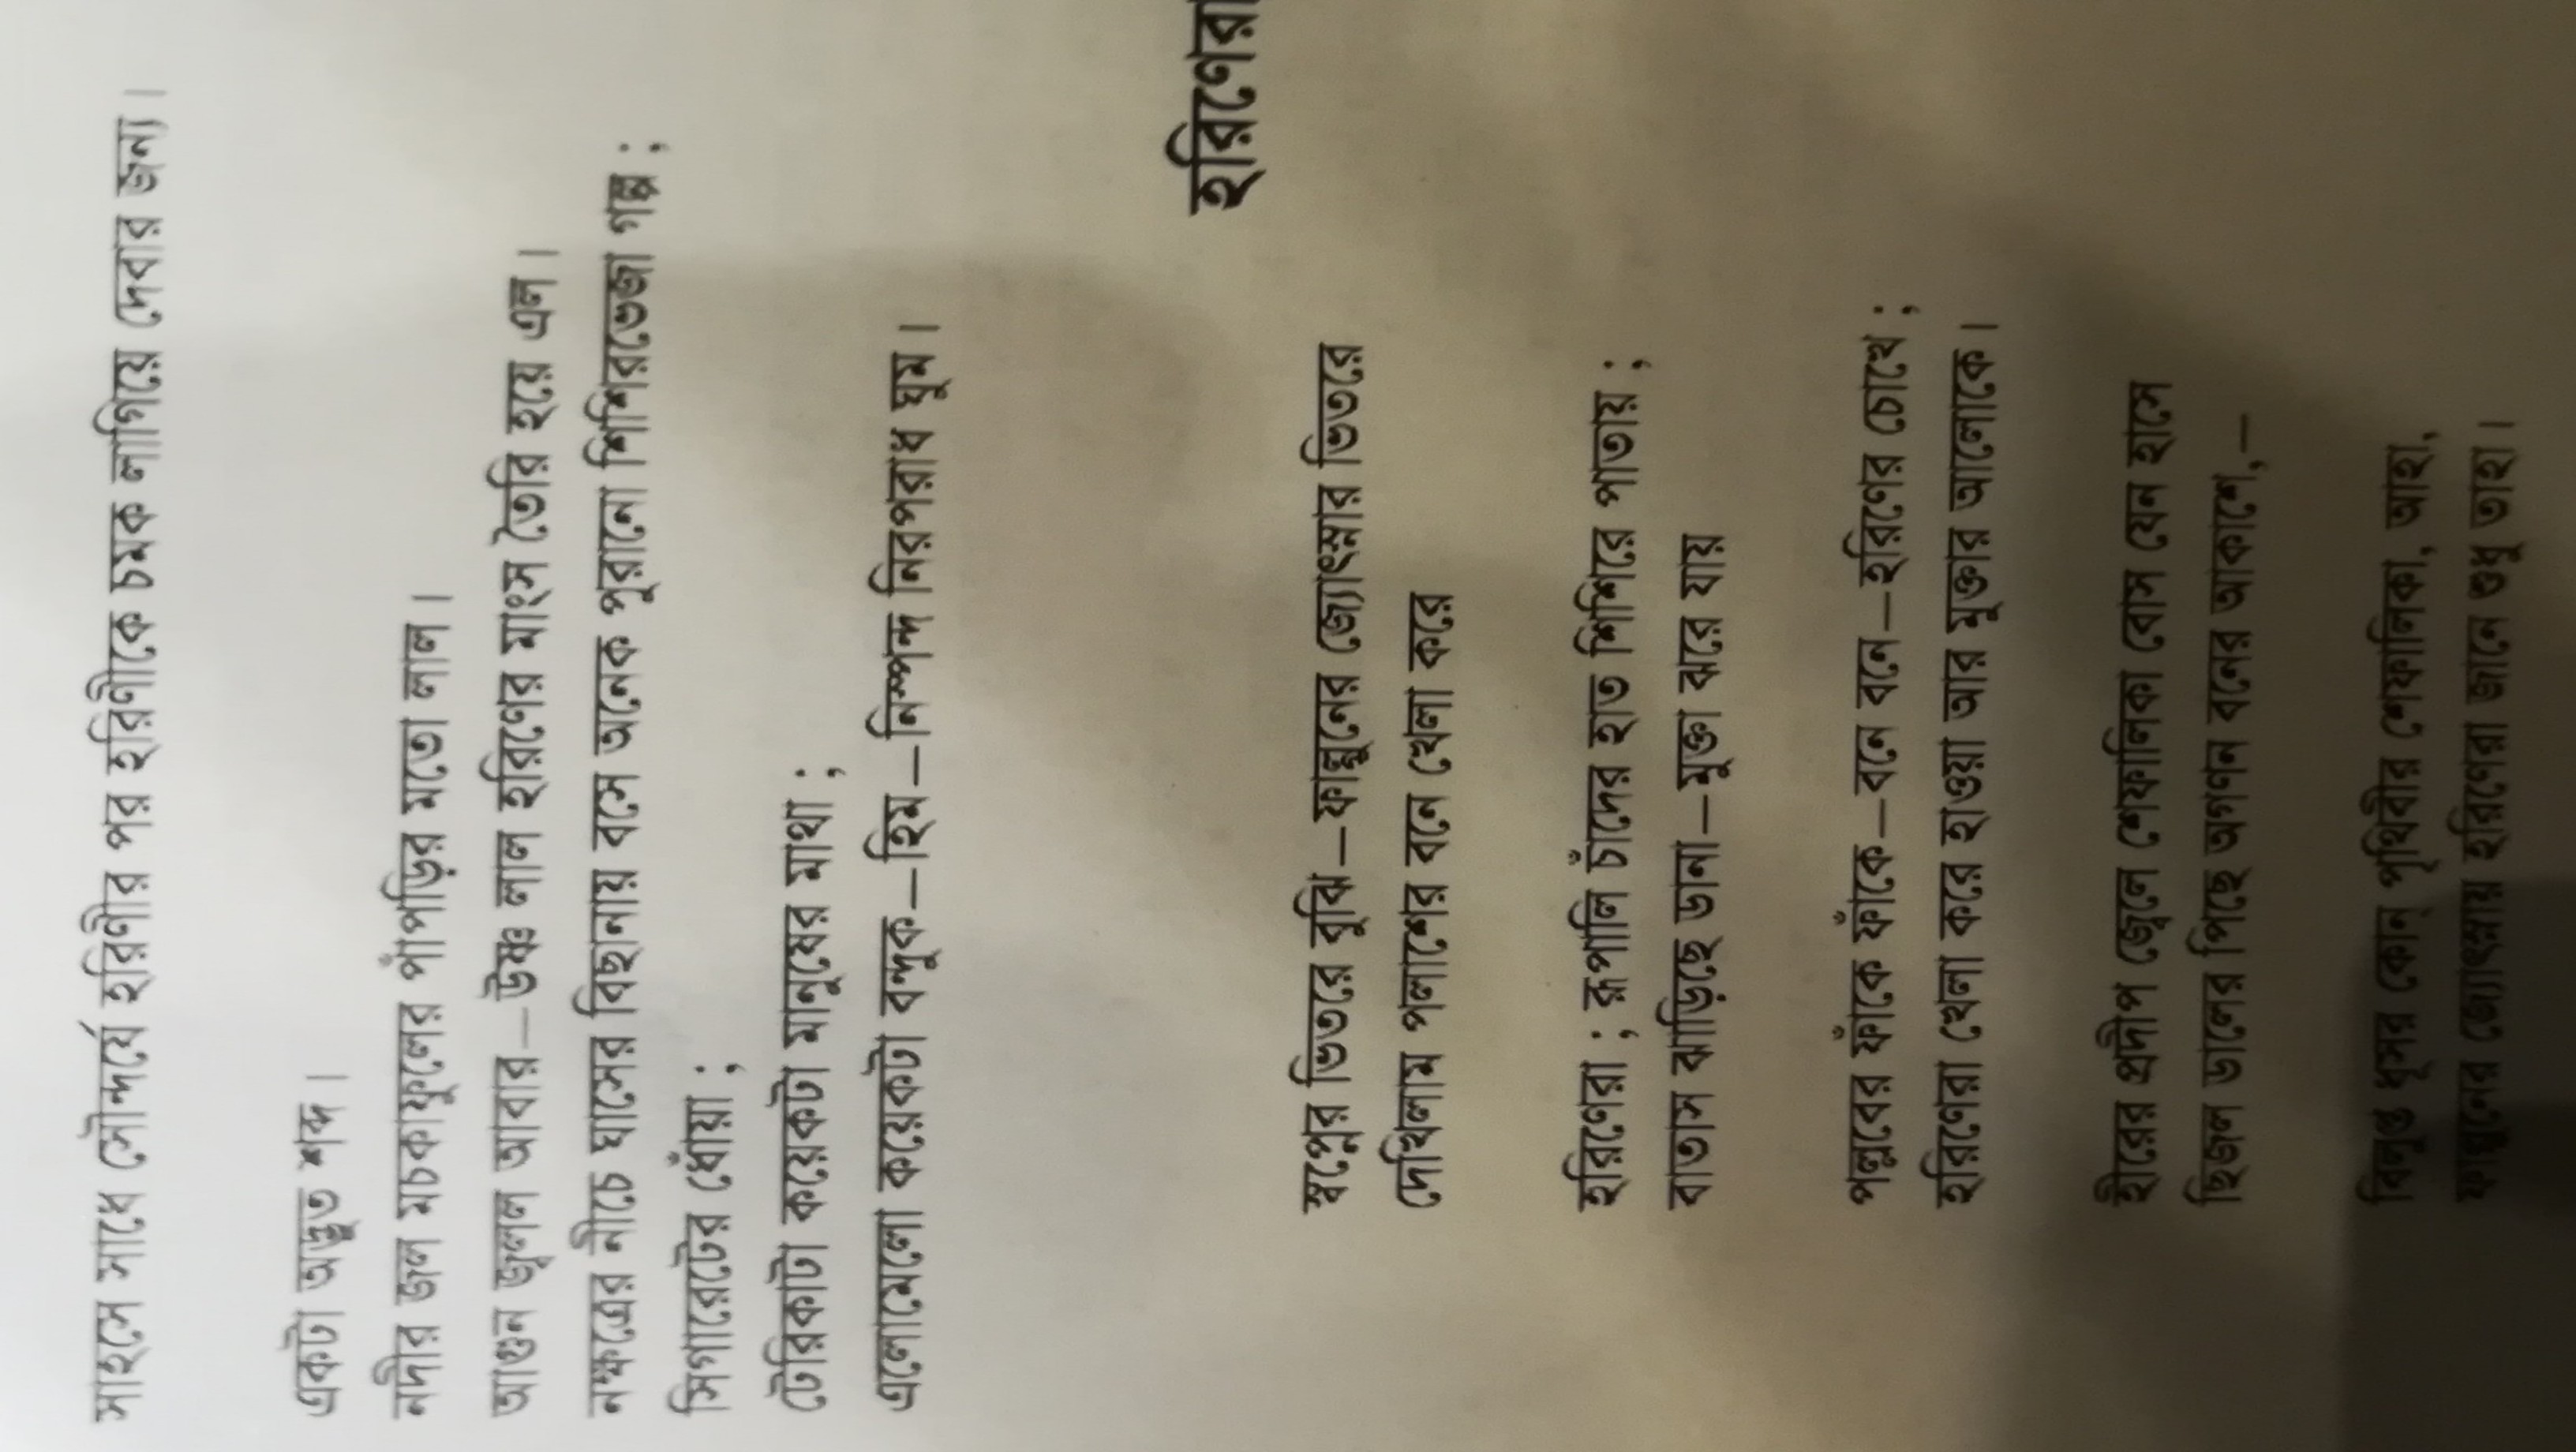 সাহসে সাধে সৌন্দর্যে হরিণীর পর হরিণীকে চমক লাগিয়ে দেবার জন্য।
একটা অদ্ভুত শব্দ।
নদীর জল মচকাফুলের পাঁপড়ির মতো লাল।
আগুন জ্বলল আবার—উষ্ণ লাল হরিণের মাংস তৈরি হয়ে এল।
নক্ষত্রের নীচে ঘাসের বিছানায় বসে অনেক পুরানো শিশিরভেজা গল্প ;
সিগারেটের ধোঁয়া ;
টেরিকাটা কয়েকটা মানুষের মাথা ;
এলোমেলো কয়েকটা বন্দুক—হিম—নিস্পন্দ নিরপরাধ ঘুম।
হরিণেরা
স্বপ্নের ভিতরে বুঝি—ফাল্গুনের জ্যোৎস্নার ভিতরে
দেখিলাম পলাশের বনে খেলা করে
হরিণেরা ; রূপালি চাঁদের হাত শিশিরে পাতায় ;
বাতাস ঝাড়িছে ডানা—মুক্তা ঝরে যায়
পল্লবের ফাঁকে ফাঁকে—বনে বনে—হরিণের চোখে ;
হরিণেরা খেলা করে হাওয়া আর মুক্তার আলোকে।
হীরের প্রদীপ জ্বেলে শেফালিকা বোস যেন হাসে
হিজল ডালের পিছে অগণন বনের আকাশে,—
বিলুপ্ত ধূসর কোন্ পৃথিবীর শেফালিকা, আহা,
ফাল্গুনের জ্যোৎস্নায় হরিণেরা জানে শুধু তাহা।